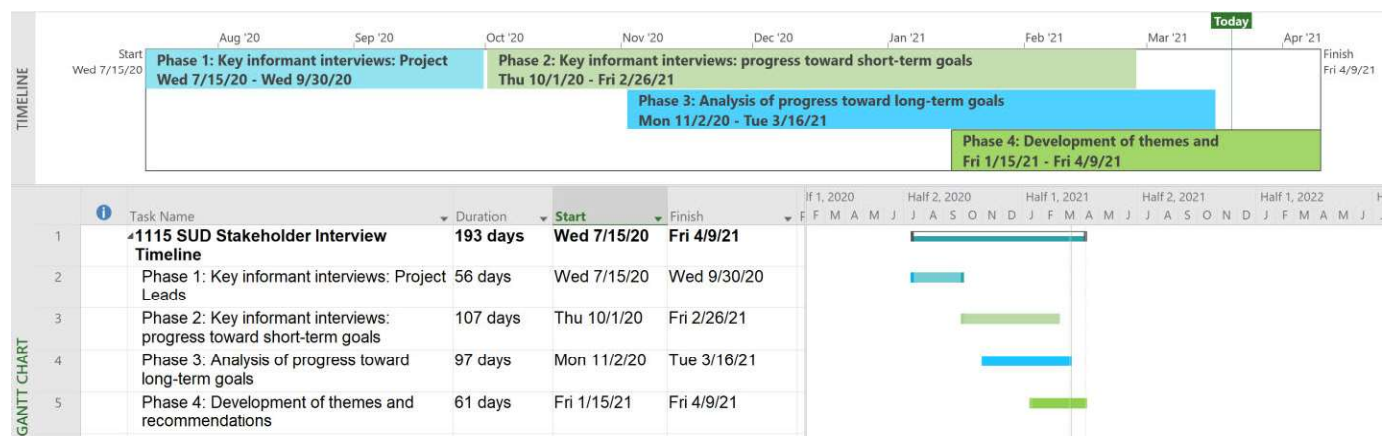 Today
Aug '20 Sep '20 Oct '20 Nov '20 Dec '20 Jan '21 Feb '21 Mar '21 Apr '21
TIMELINE
Start
Wed 7/15/20
Phase 1: Key informant interviews: Project
Wed 7/15/20 - Wed 9/30/20
Phase 2: Key informant interviews: progress toward short-term goals
Thu 10/1/20 - Fri 2/26/21
Finish
Fri 4/9/21
Phase 3: Analysis of progress toward long-term goals
Mon 11/2/20 - Tue 3/16/21
Phase 4: Development of themes and
Fri 1/15/21 - Fri 4/9/21
GANTT CHART
lf 1, 2020 Half 2, 2020 Half 1, 2021 Half 2, 2021 Half 1, 2022 H
Task Name Duration Start Finish F F M A M J J A S O N D J F M A M J J A S O N D J F M A M J J
1 1115 SUD Stakeholder Interview 193 days Wed 7/15/20 Fri 4/9/21
Timeline
2 Phase 1: Key informant interviews: Project 56 days Wed 7/15/20 Wed 9/30/20
Leads
3 Phase 2: Key informant interviews: 107 days Thu 10/1/20 Fri 2/26/21
progress toward short-term goals
4 Phase 3: Analysis of progress toward 97 days Mon 11/2/20 Tue 3/16/21
long-term goals
5 Phase 4: Development of themes and 61 days Fri 1/15/21 Fri 4/9/21
recommendations